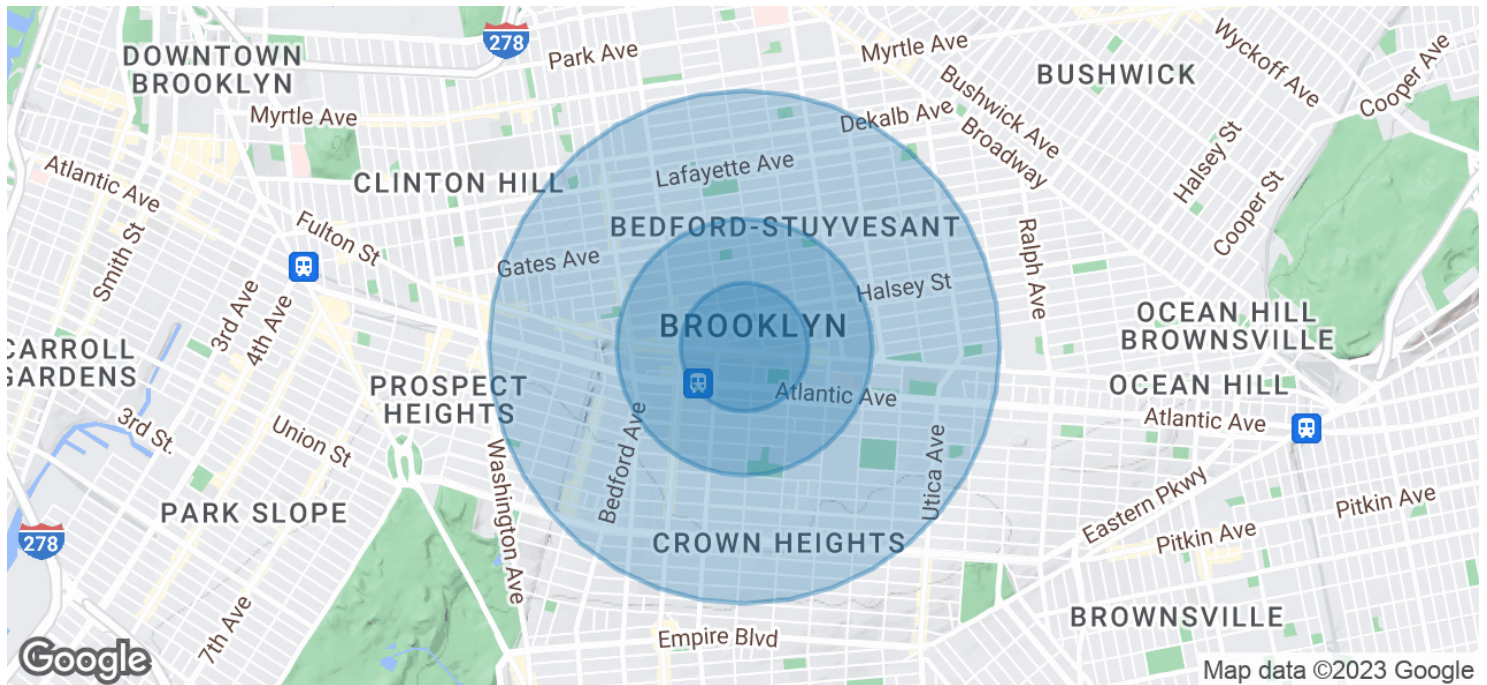 DOWNTOWN
BROOKLYN
278
Park Ave
Myrtle Ave
Wyckoff Ave
Cooper Ave
BUSHWICK
Myrtle Ave
Bushwick Ave
Dekalb Ave
Broadway
Halsey St
Atlantic Ave
CLINTON HILL
Lafayette Ave
Cooper St
Smith St
Fulton St
BEDFORD-STUYVESANT
Ralph Ave
Gates Ave
Halsey St
3rd Ave
4th Ave
BROOKLYN
OCEAN HILL
BROWNSVILLE
CARROLL
GARDENS
PROSPECT
HEIGHTS
OCEAN HILL
Atlantic Ave
Atlantic Ave
3rd St.
Union St
Washington Ave
Bedford Ave
Utica Ave
Eastern Pkwy
Pitkin Ave
PARK SLOPE
278
CROWN HEIGHTS
Pitkin Ave
7th Ave
BROWNSVILLE
Empire Blvd
Google
Map data ©2023 Google